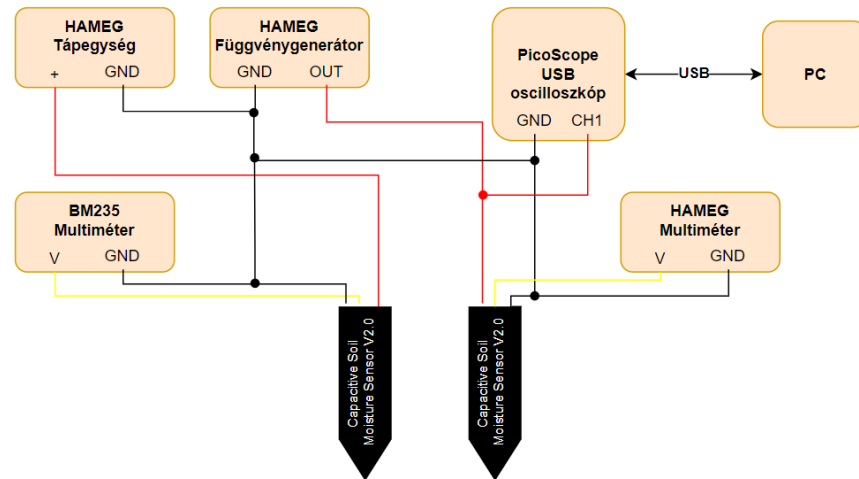 HAMEG
Tápegység
+ GND
HAMEG
Függvénygenerátor
GND OUT
PicoScope
USB
oszcilloszkóp
GND CH1
USB
PC
BM235
Multiméter
V GND
HAMEG
Multiméter
V GND
Capacitive Soil
Moisture Sensor V2.0
Capacitive Soil
Moisture Sensor V2.0